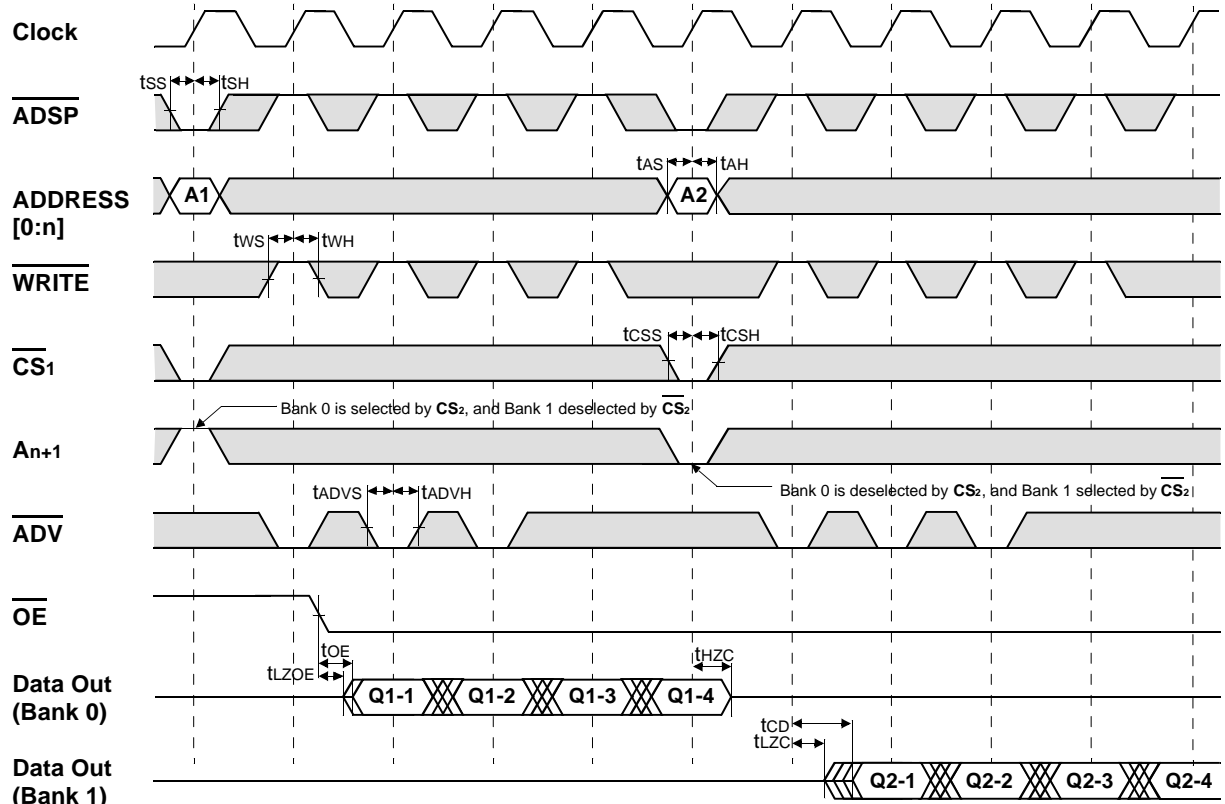 Clock
tSS tSH
ADSP
tAS tAH
ADDRESS
[0:n]
A1 A2
tWS tWH
WRITE
tCSS tCSH
CS1
Bank 0 is selected by CS2, and Bank 1 deselected by CS2
An+1
Bank 0 is deselected by CS2, and Bank 1 selected by CS2
tADVS tADVH
ADV
OE
tOE
tLZOE
tHZC
Data Out
(Bank 0)
Q1-1 Q1-2 Q1-3 Q1-4
tCD
tLZC
Data Out
(Bank 1)
Q2-1 Q2-2 Q2-3 Q2-4